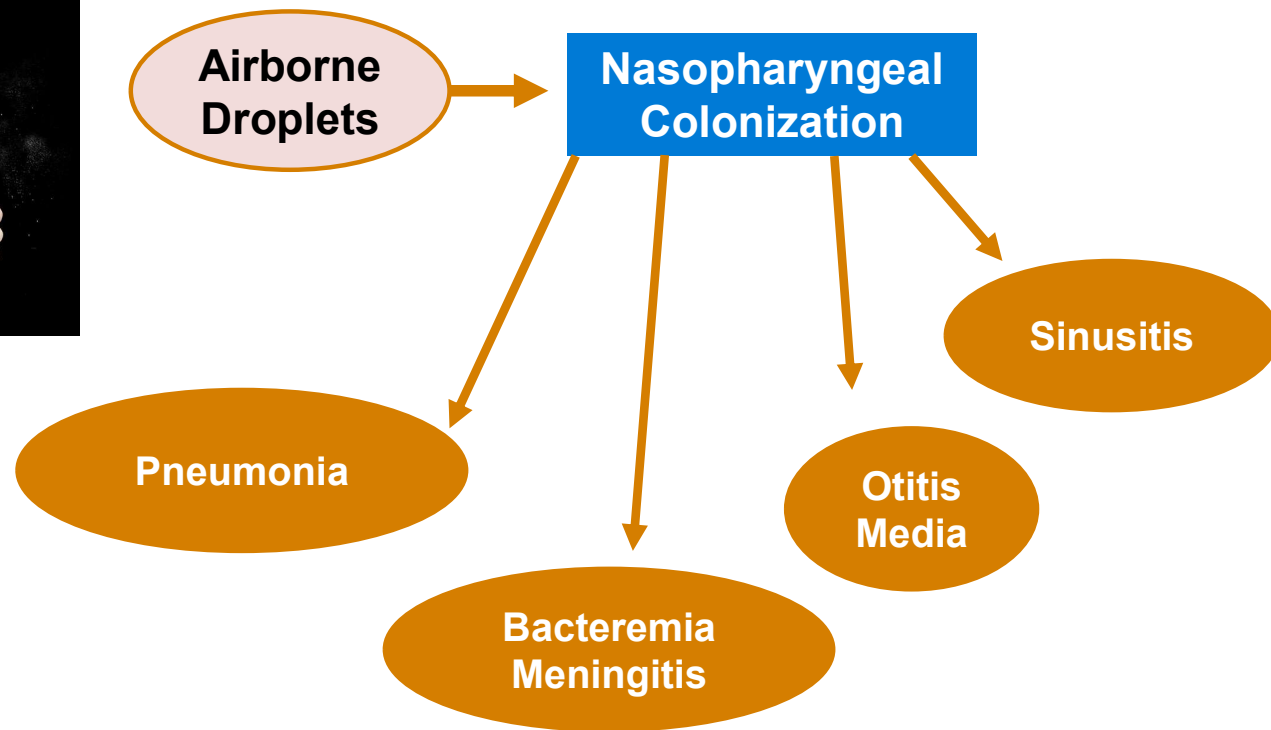 Airborne
Droplets
Nasopharyngeal
Colonization
Sinusitis
Pneumonia
Otitis
Media
Bacteremia
Meningitis